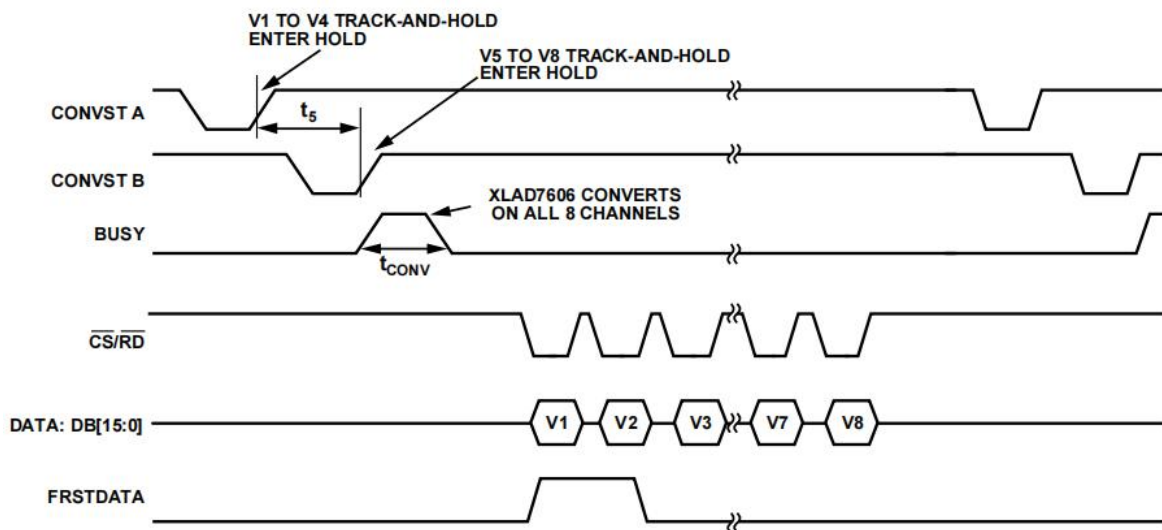 V1 TO V4 TRACK-AND-HOLD
ENTER HOLD
V5 TO V8 TRACK-AND-HOLD
ENTER HOLD
CONVST A
t5
CONVST B
XLAD7606 CONVERTS
ON ALL 8 CHANNELS
BUSY
tCONV
CS/RD
DATA: DB[15:0]
V1
V2
V3
V7
V8
FRSTDATA